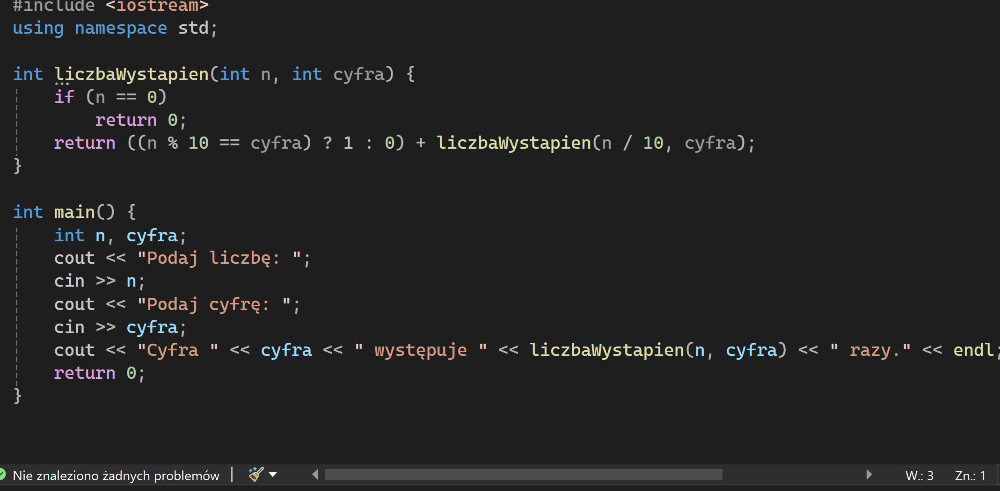 #include <iostream>
using namespace std;
int liczbaWystapien(int n, int cyfra) {
if (n == 0)
return 0;
return ((n % 10 == cyfra) ? 1 : 0) + liczbaWystapien(n / 10, cyfra);
}
int main() {
int n, cyfra;
cout << "Podaj liczbę: ";
cin >> n;
cout << "Podaj cyfrę: ";
cin >> cyfra;
cout << "Cyfra " << cyfra << " występuje " << liczbaWystapien(n, cyfra) << " razy." << endl;
return 0;
}
Nie znaleziono żadnych problemów
W.: 3 Zn.: 1